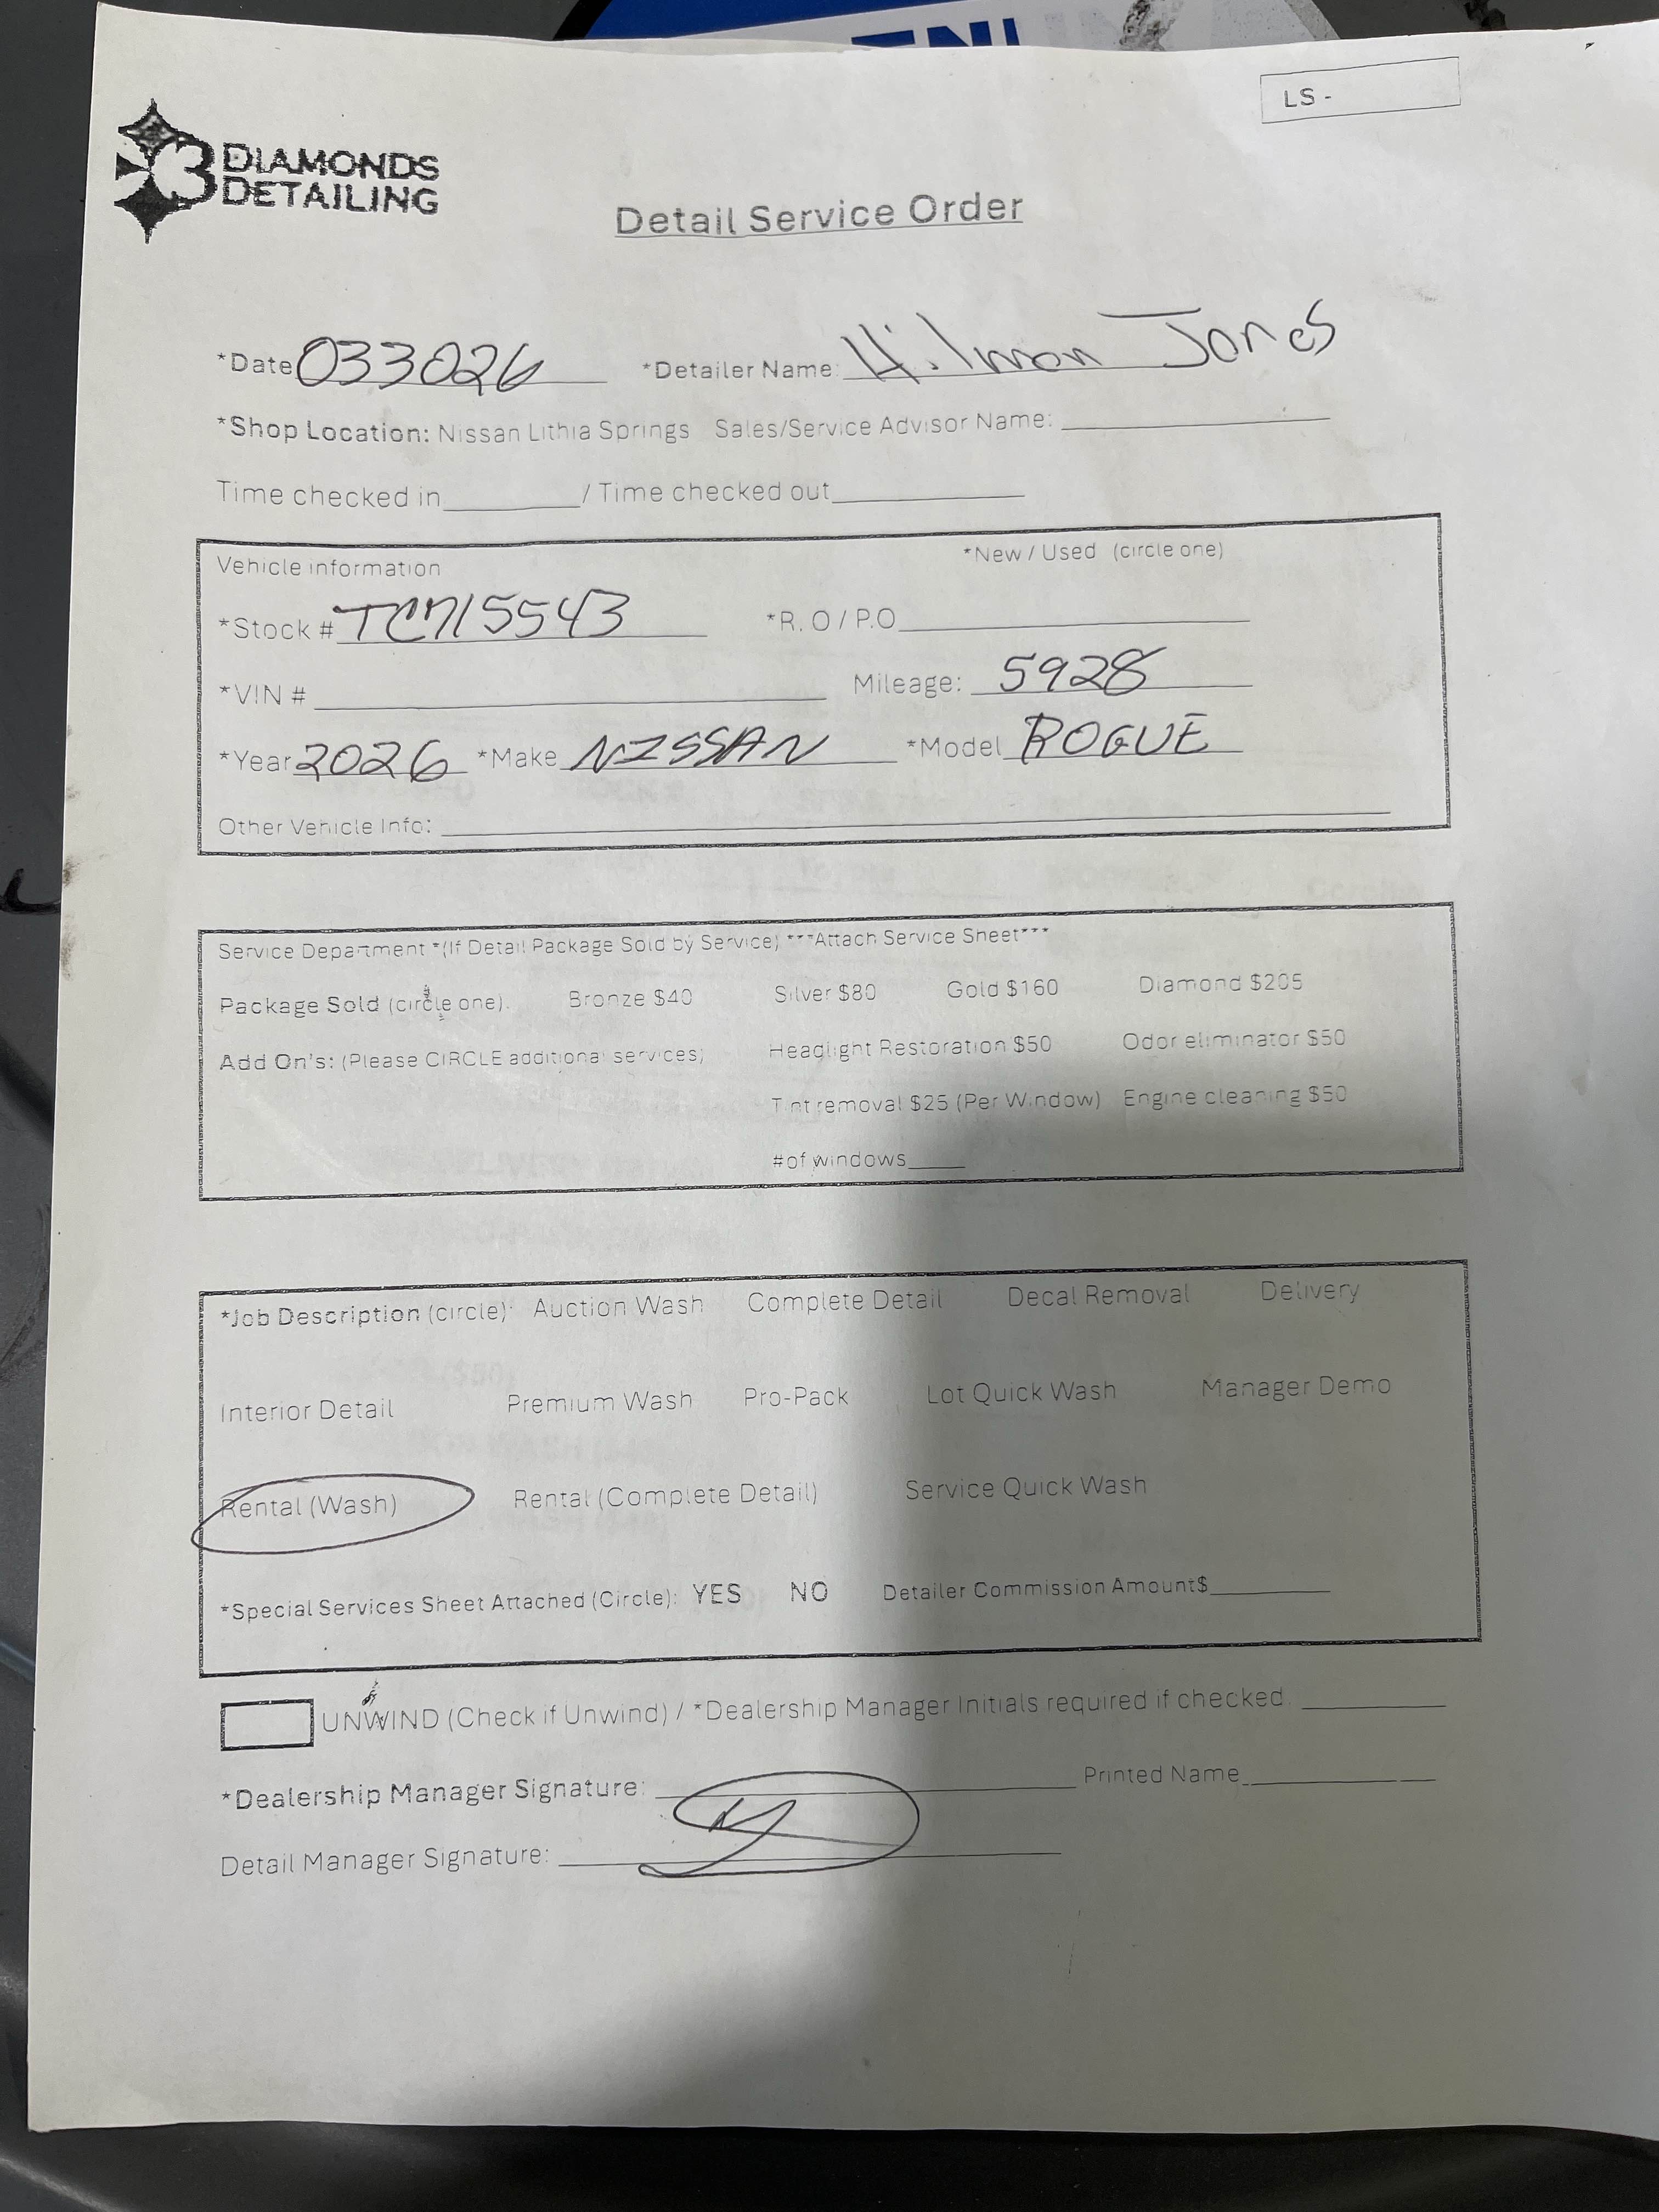 LS -
3 DIAMONDS
DETAILING
Detail Service Order
*Date 033026 *Detailer Name: Hilmon Jones
*Shop Location: Nissan Lithia Springs Sales/Service Advisor Name:
Time checked in / Time checked out
Vehicle information *New / Used (circle one)
*Stock # TC715543 *R.O / P.O
*VIN # Mileage: 5928
*Year 2026 *Make NISSAN *Model ROGUE
Other Vehicle Info:
Service Department *(If Detail Package Sold by Service) ***Attach Service Sheet***
Package Sold (circle one). Bronze $40 Silver $80 Gold $160 Diamond $205
Add On's: (Please CIRCLE additional services) Headlight Restoration $50 Odor eliminator $50
Tint removal $25 (Per Window) Engine cleaning $50
# of windows
*Job Description (circle): Auction Wash Complete Detail Decal Removal Delivery
Interior Detail Premium Wash Pro-Pack Lot Quick Wash Manager Demo
Rental (Wash) Rental (Complete Detail) Service Quick Wash
*Special Services Sheet Attached (Circle): YES NO Detailer Commission Amount$
UNWIND (Check if Unwind) / *Dealership Manager Initials required if checked
*Dealership Manager Signature: Printed Name
Detail Manager Signature: